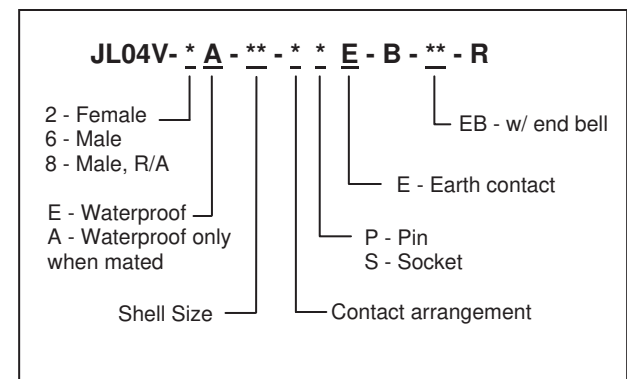 JL04V- * A - ** - * * E - B - ** - R
2 - Female
6 - Male
8 - Male, R/A
EB - w/ end bell
E - Earth contact
E - Waterproof
A - Waterproof only
when mated
P - Pin
S - Socket
Shell Size
Contact arrangement